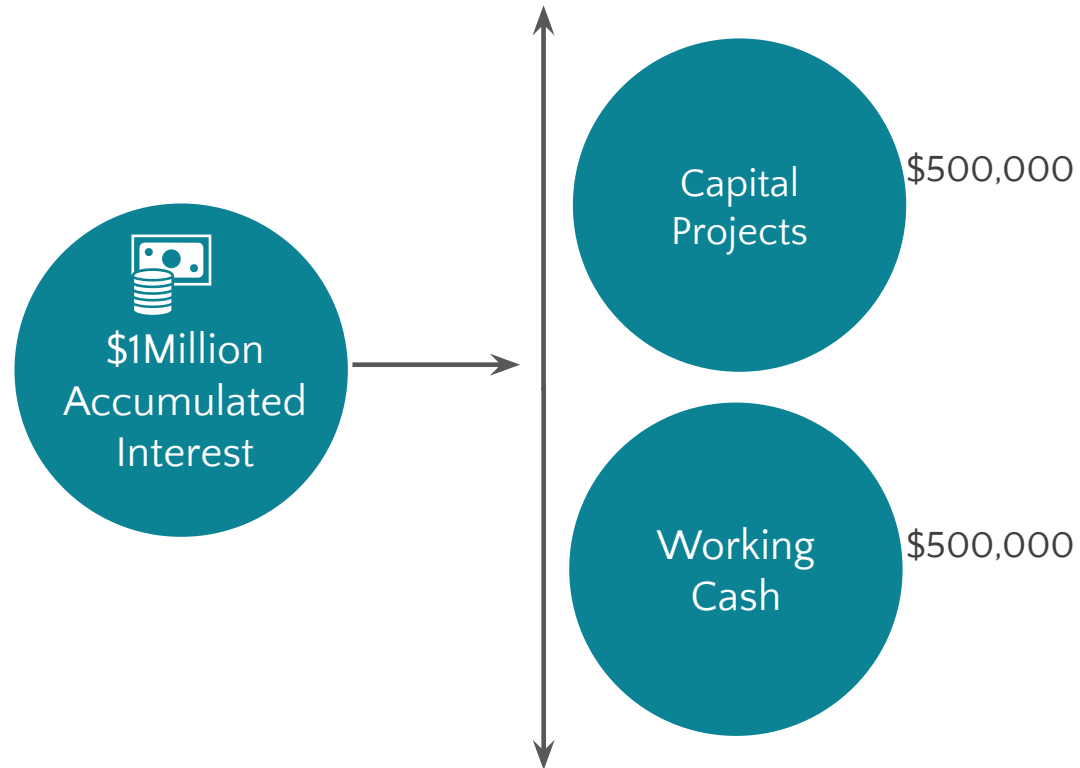 $1Million
Accumulated
Interest
Capital
Projects
$500,000
Working
Cash
$500,000